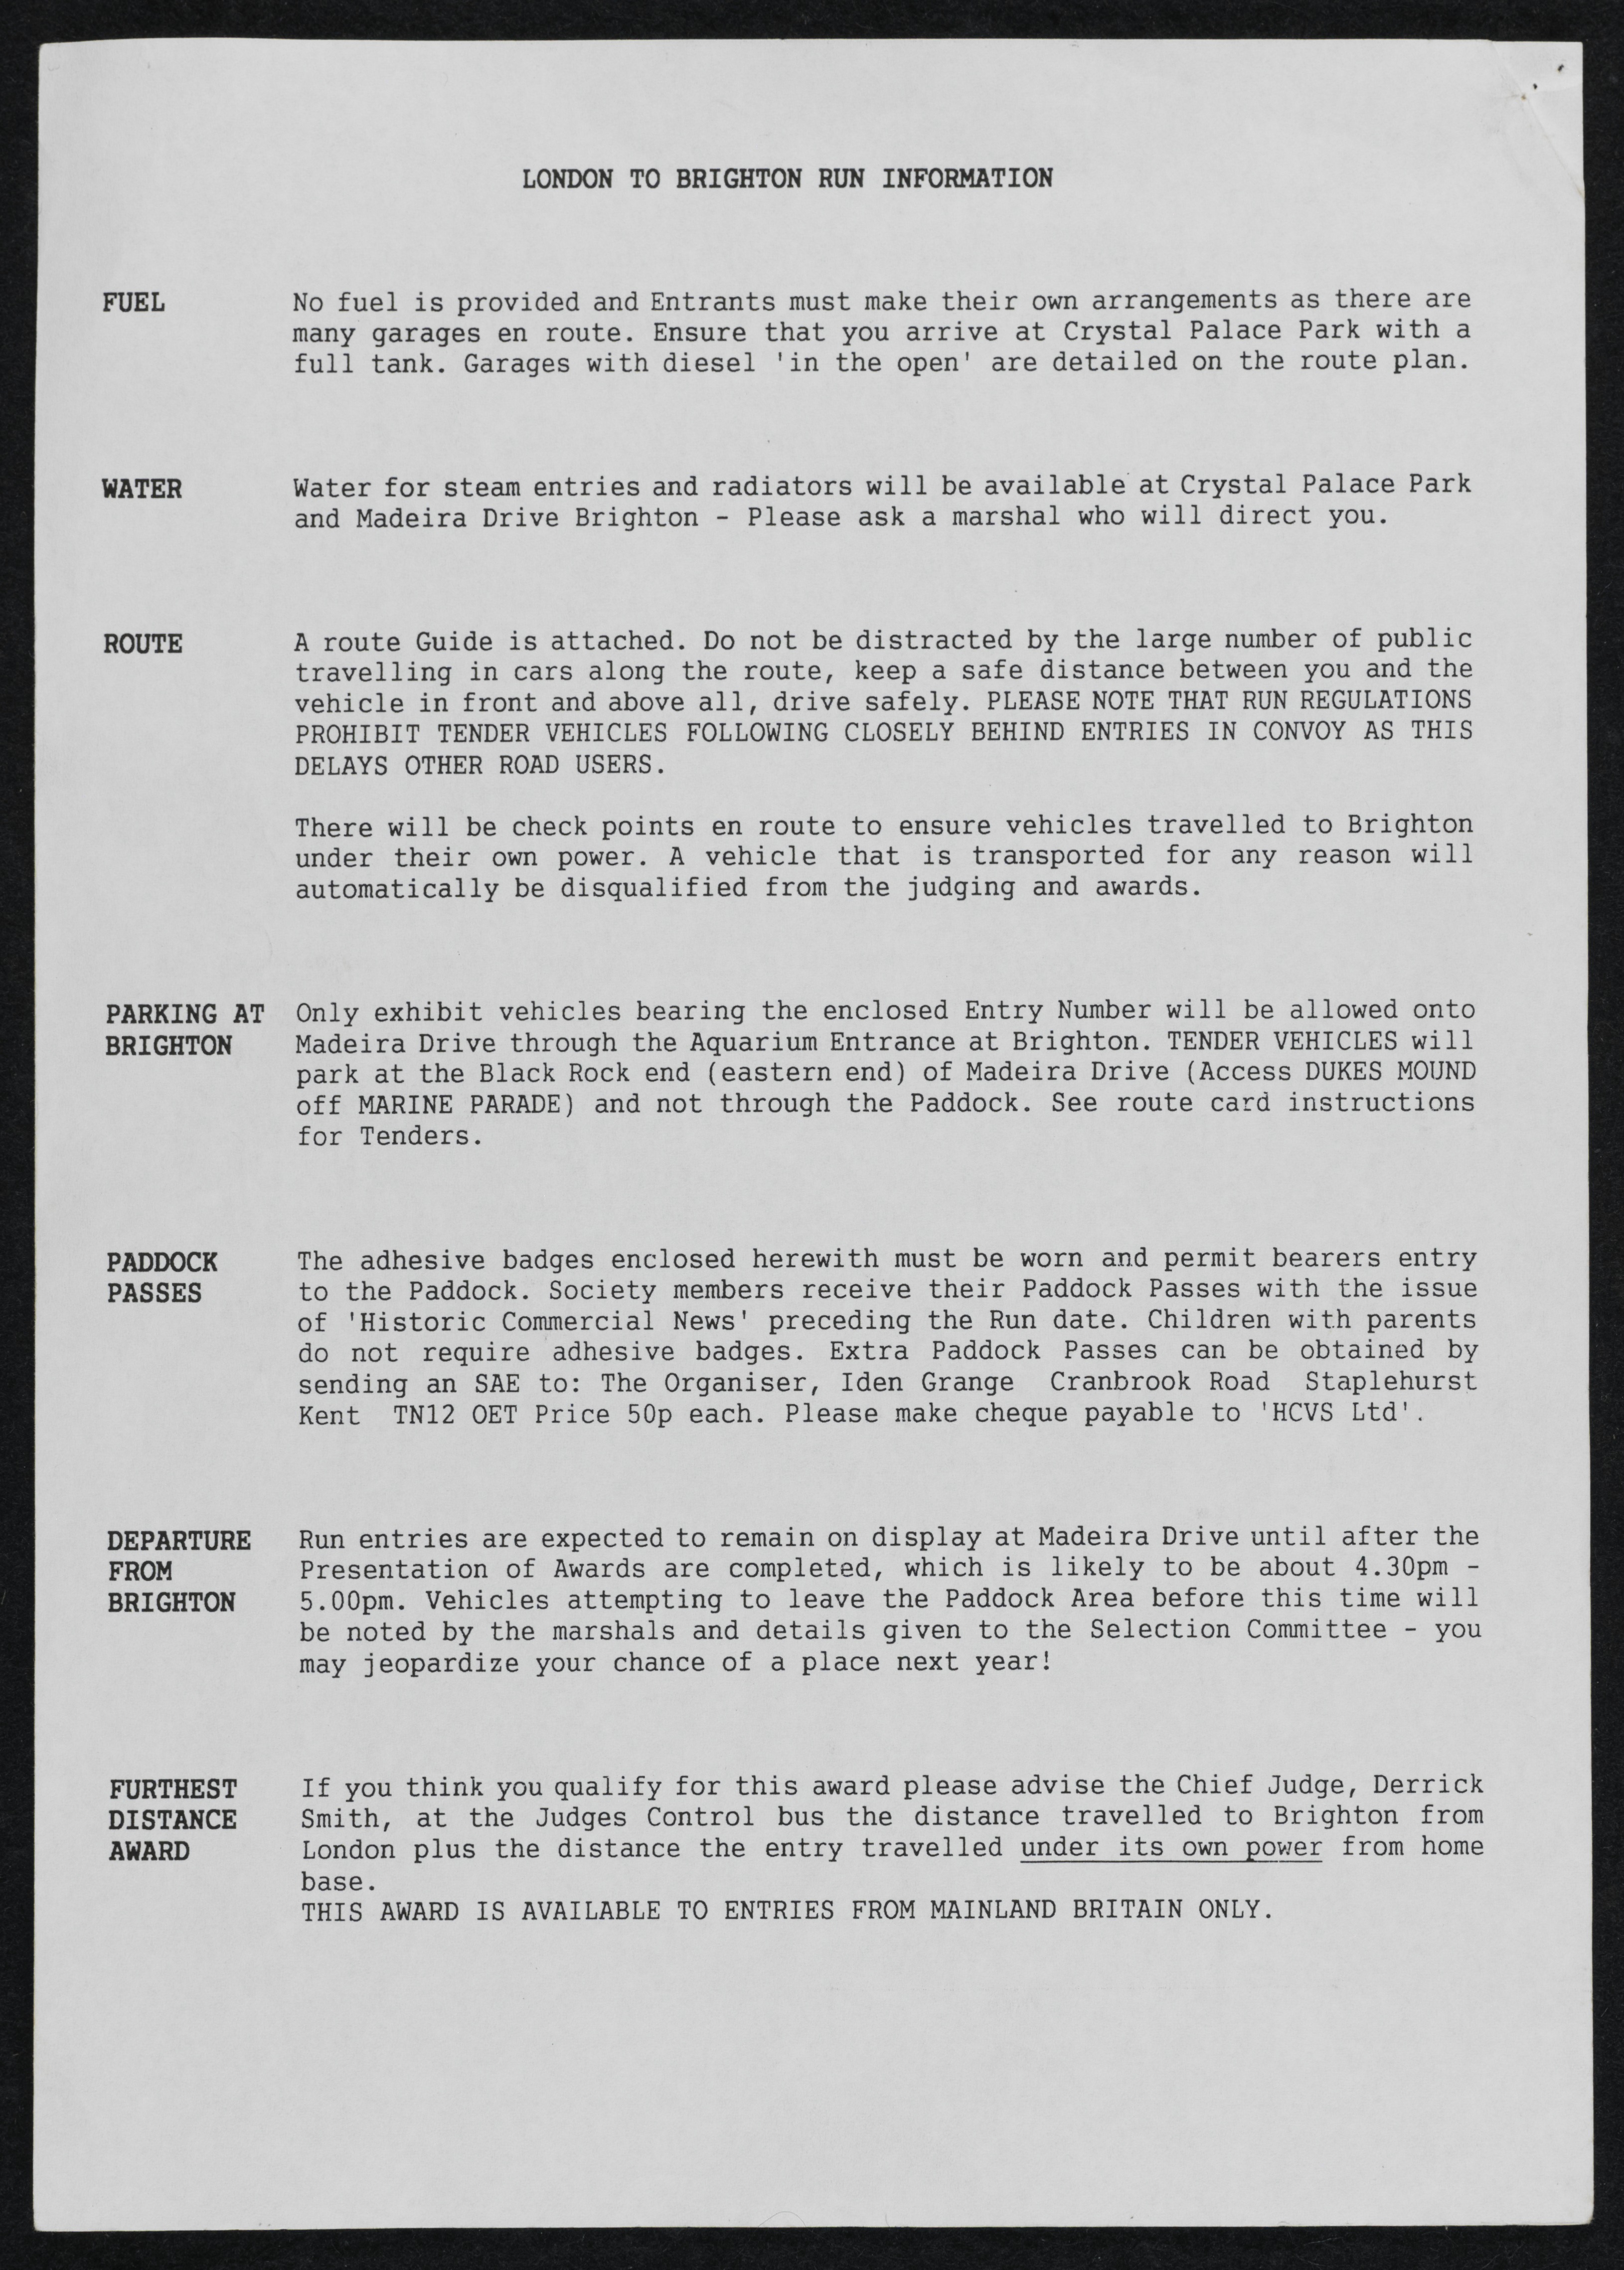 LONDON TO BRIGHTON RUN INFORMATION
FUEL No fuel is provided and Entrants must make their own arrangements as there are
many garages en route. Ensure that you arrive at Crystal Palace Park with a
full tank. Garages with diesel 'in the open' are detailed on the route plan.
WATER Water for steam entries and radiators will be available at Crystal Palace Park
and Madeira Drive Brighton - Please ask a marshal who will direct you.
ROUTE A route Guide is attached. Do not be distracted by the large number of public
travelling in cars along the route, keep a safe distance between you and the
vehicle in front and above all, drive safely. PLEASE NOTE THAT RUN REGULATIONS
PROHIBIT TENDER VEHICLES FOLLOWING CLOSELY BEHIND ENTRIES IN CONVOY AS THIS
DELAYS OTHER ROAD USERS.
There will be check points en route to ensure vehicles travelled to Brighton
under their own power. A vehicle that is transported for any reason will
automatically be disqualified from the judging and awards.
PARKING AT Only exhibit vehicles bearing the enclosed Entry Number will be allowed onto
BRIGHTON Madeira Drive through the Aquarium Entrance at Brighton. TENDER VEHICLES will
park at the Black Rock end (eastern end) of Madeira Drive (Access DUKES MOUND
off MARINE PARADE) and not through the Paddock. See route card instructions
for Tenders.
PADDOCK The adhesive badges enclosed herewith must be worn and permit bearers entry
PASSES to the Paddock. Society members receive their Paddock Passes with the issue
of 'Historic Commercial News' preceding the Run date. Children with parents
do not require adhesive badges. Extra Paddock Passes can be obtained by
sending an SAE to: The Organiser, Iden Grange Cranbrook Road Staplehurst
Kent TN12 OET Price 50p each. Please make cheque payable to 'HCVS Ltd'.
DEPARTURE Run entries are expected to remain on display at Madeira Drive until after the
FROM Presentation of Awards are completed, which is likely to be about 4.30pm -
BRIGHTON 5.00pm. Vehicles attempting to leave the Paddock Area before this time will
be noted by the marshals and details given to the Selection Committee - you
may jeopardize your chance of a place next year!
FURTHEST If you think you qualify for this award please advise the Chief Judge, Derrick
DISTANCE Smith, at the Judges Control bus the distance travelled to Brighton from
AWARD London plus the distance the entry travelled under its own power from home
base.
THIS AWARD IS AVAILABLE TO ENTRIES FROM MAINLAND BRITAIN ONLY.